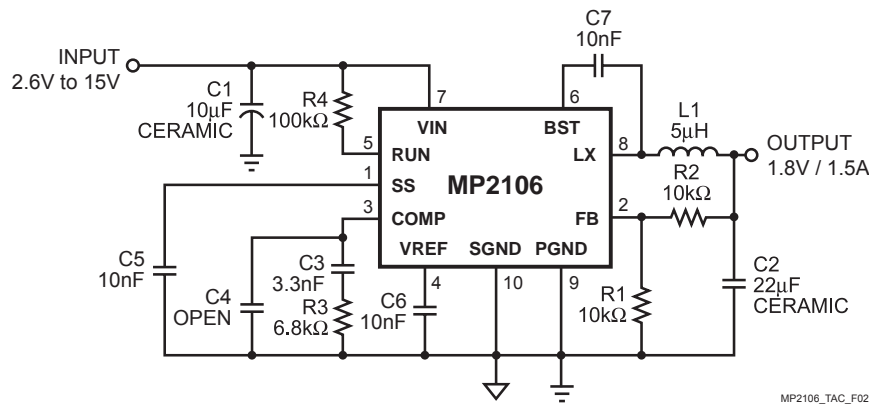 C7
10nF
INPUT
2.6V to 15V
C1
10µF
CERAMIC
R4
100kΩ
7
6
VIN
BST
L1
5µH
5
RUN
LX
8
OUTPUT
1.8V / 1.5A
1
SS
MP2106
R2
10kΩ
3
COMP
FB
2
VREF
SGND
PGND
C5
10nF
C4
OPEN
C3
3.3nF
R3
6.8kΩ
4
C6
10nF
10
9
R1
10kΩ
C2
22µF
CERAMIC
MP2106_TAC_F02